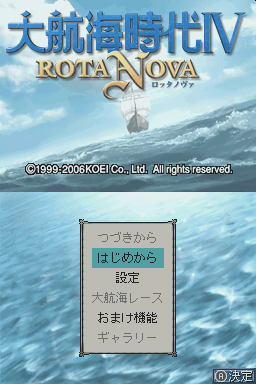 大航海時代IV
ROTA NOVA
ロッタノヴァ
©1999-2006KOEI Co., Ltd. All rights reserved.
つづきから
はじめから
設定
大航海レース
おまけ機能
ギャラリー
Ⓐ決定